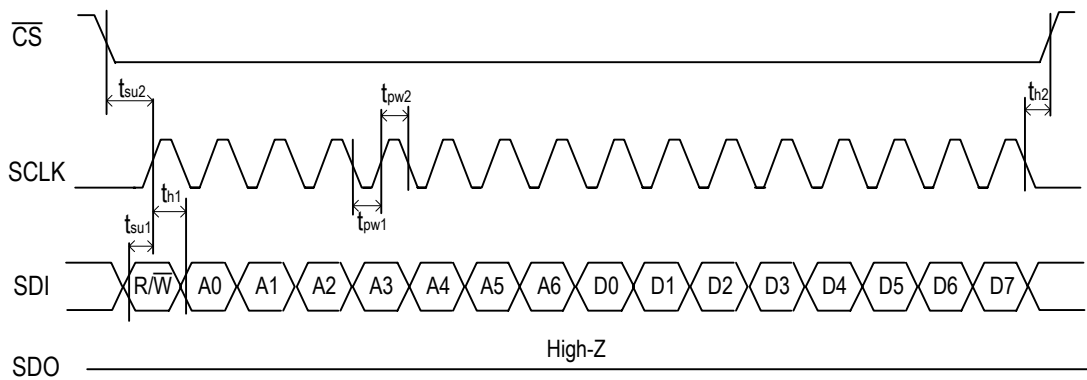 C̅S̅
tsu2
tpw2
th2
SCLK
th1
tpw1
tsu1
SDI
R/W̅ A0 A1 A2 A3 A4 A5 A6 D0 D1 D2 D3 D4 D5 D6 D7
High-Z
SDO